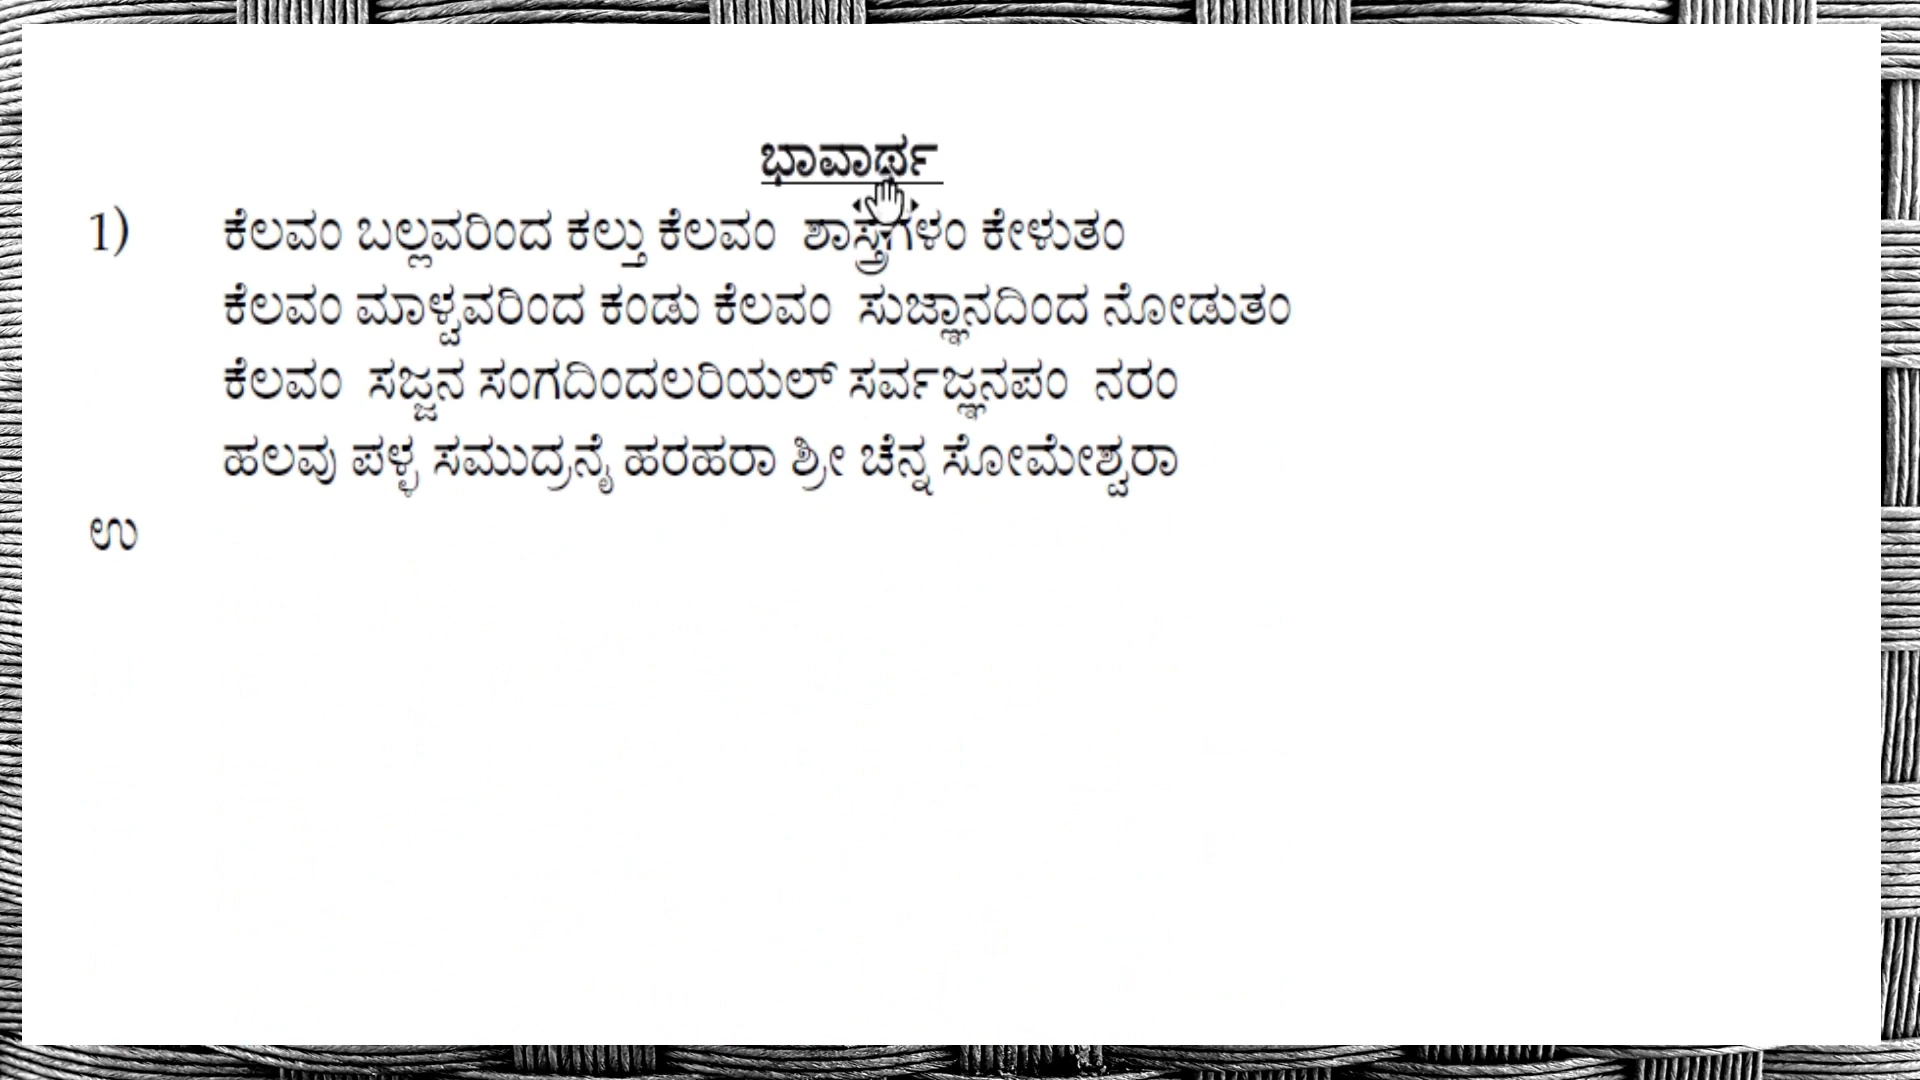 ಭಾವಾರ್ಥ
1) ಕೆಲವಂ ಬಲ್ಲವರಿಂದ ಕಲ್ತು ಕೆಲವಂ ಶಾಸ್ತ್ರಗಳಂ ಕೇಳುತಂ
ಕೆಲವಂ ಮಾಳ್ವವರಿಂದ ಕಂಡು ಕೆಲವಂ ಸುಜ್ಞಾನದಿಂದ ನೋಡುತಂ
ಕೆಲವಂ ಸಜ್ಜನ ಸಂಗದಿಂದಲರಿಯಲ್ ಸರ್ವಜ್ಞನಪಂ ನರಂ
ಹಲವು ಪಳ್ಳ ಸಮುದ್ರನೈ ಹರಹರಾ ಶ್ರೀ ಚೆನ್ನ ಸೋಮೇಶ್ವರಾ
ಉ